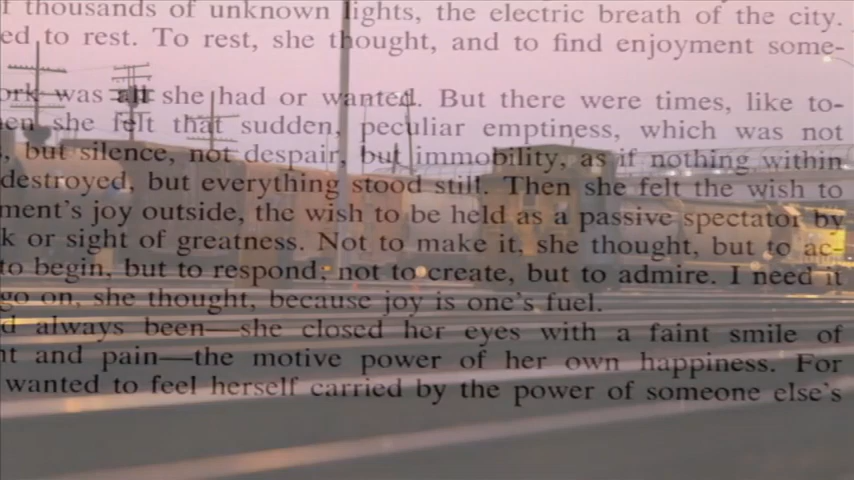 f thousands of unknown lights, the electric breath of the city.
ed to rest. To rest, she thought, and to find enjoyment some-
ork was all she had or wanted. But there were times, like to-
en she felt that sudden, peculiar emptiness, which was not
, but silence, not despair, but immobility, as if nothing within
destroyed, but everything stood still. Then she felt the wish to
ment's joy outside, the wish to be held as a passive spectator by
k or sight of greatness. Not to make it, she thought, but to ac-
to begin, but to respond; not to create, but to admire. I need it
go on, she thought, because joy is one's fuel.
d always been—she closed her eyes with a faint smile of
nt and pain—the motive power of her own happiness. For
wanted to feel herself carried by the power of someone else's